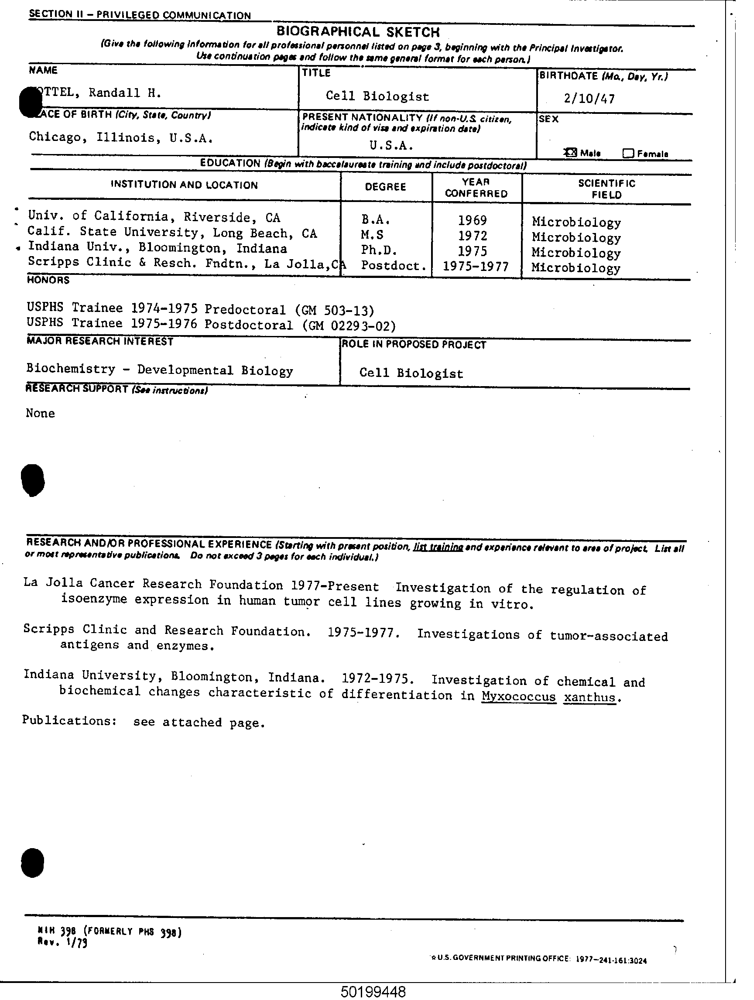 SECTION II – PRIVILEGED COMMUNICATION
BIOGRAPHICAL SKETCH
(Give the following information for all professional personnel listed on page 3, beginning with the Principal Investigator.
Use continuation pages and follow the same general format for each person.)
NAME TITLE BIRTHDATE (Mo., Day, Yr.)
TTEL, Randall H. Cell Biologist 2/10/47
ACE OF BIRTH (City, State, Country) PRESENT NATIONALITY (If non-U.S. citizen, SEX
indicate kind of visa and expiration date)
Chicago, Illinois, U.S.A. U.S.A. ☒ Male ☐ Female
EDUCATION (Begin with baccalaureate training and include postdoctoral)
INSTITUTION AND LOCATION DEGREE YEAR CONFERRED SCIENTIFIC FIELD
Univ. of California, Riverside, CA B.A. 1969 Microbiology
Calif. State University, Long Beach, CA M.S 1972 Microbiology
Indiana Univ., Bloomington, Indiana Ph.D. 1975 Microbiology
Scripps Clinic & Resch. Fndtn., La Jolla,CA Postdoct. 1975-1977 Microbiology
HONORS
USPHS Trainee 1974-1975 Predoctoral (GM 503-13)
USPHS Trainee 1975-1976 Postdoctoral (GM 02293-02)
MAJOR RESEARCH INTEREST ROLE IN PROPOSED PROJECT
Biochemistry - Developmental Biology Cell Biologist
RESEARCH SUPPORT (See instructions)
None
RESEARCH AND/OR PROFESSIONAL EXPERIENCE (Starting with present position, list training and experience relevant to area of project. List all
or most representative publications. Do not exceed 3 pages for each individual.)
La Jolla Cancer Research Foundation 1977-Present Investigation of the regulation of
isoenzyme expression in human tumor cell lines growing in vitro.
Scripps Clinic and Research Foundation. 1975-1977. Investigations of tumor-associated
antigens and enzymes.
Indiana University, Bloomington, Indiana. 1972-1975. Investigation of chemical and
biochemical changes characteristic of differentiation in Myxococcus xanthus.
Publications: see attached page.
NIH 398 (FORMERLY PHS 398)
Rev. 1/79
☆ U.S. GOVERNMENT PRINTING OFFICE: 1977–241-161:3024
50199448